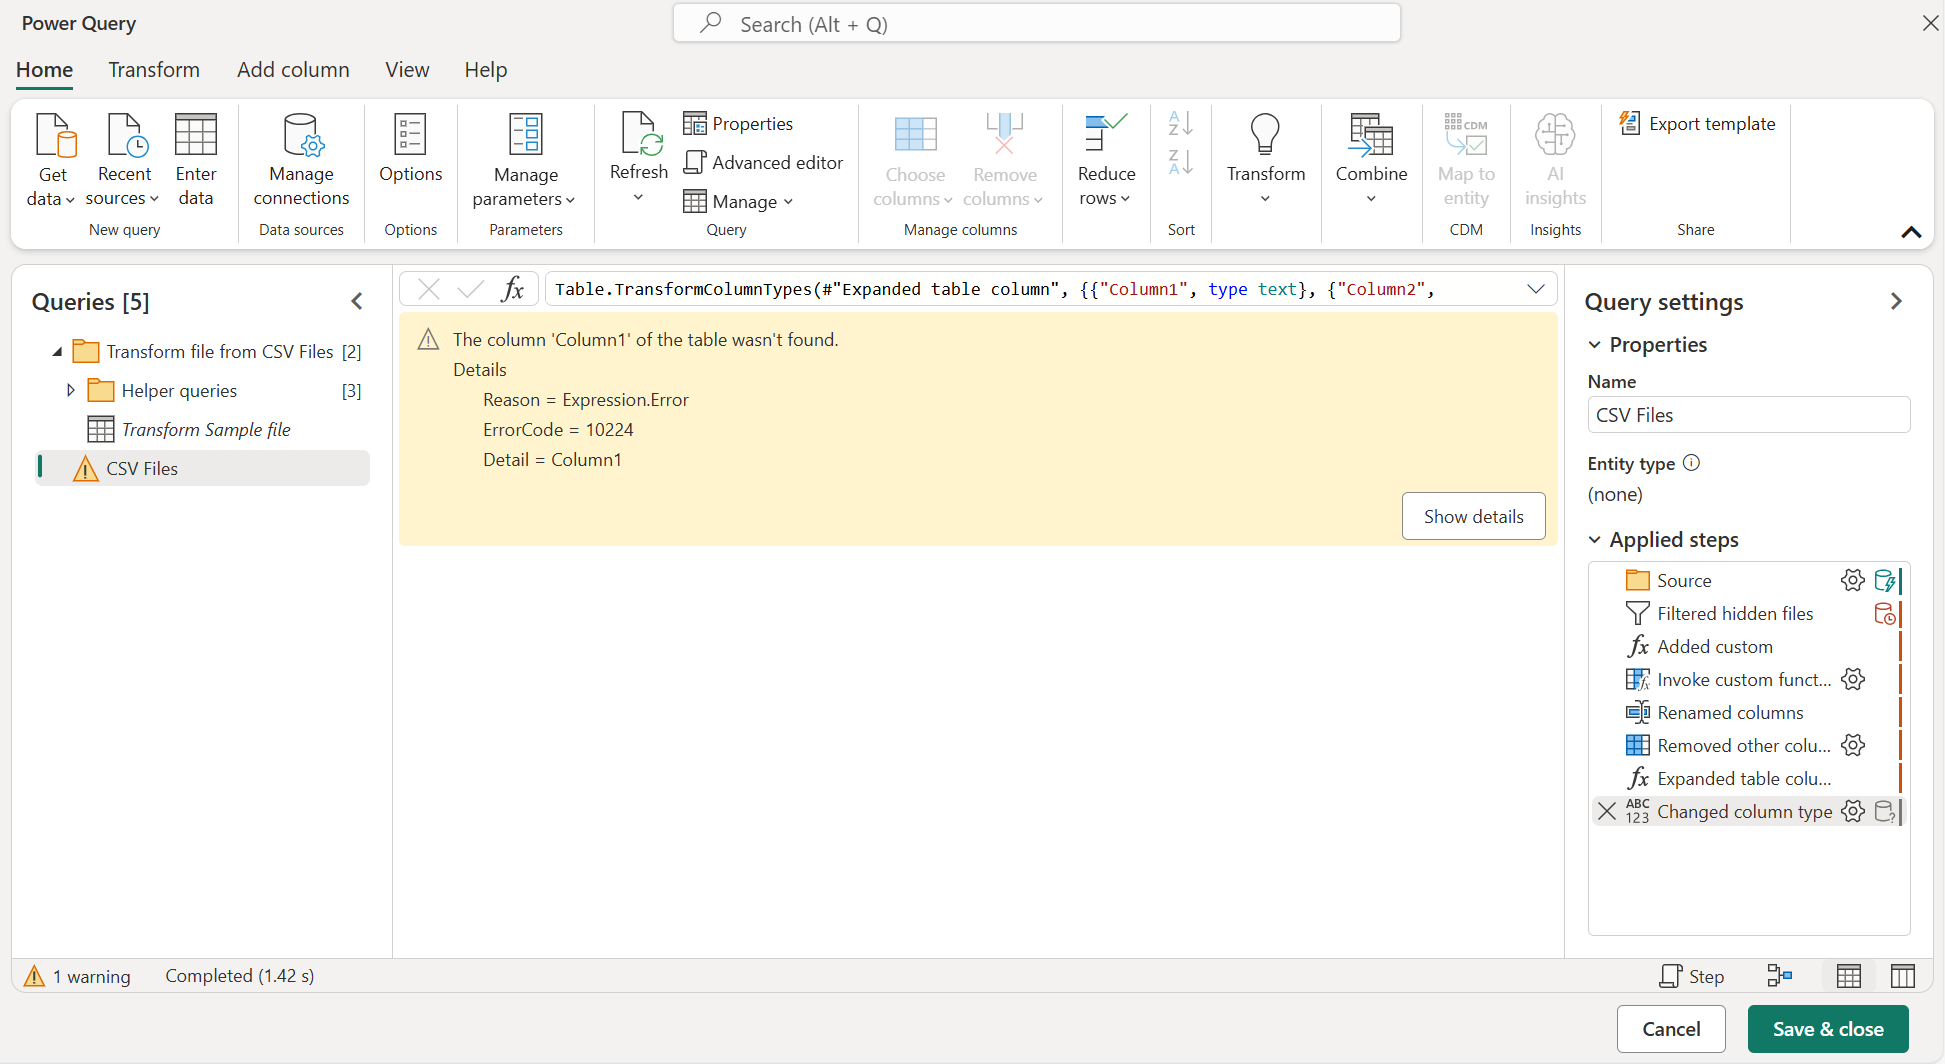 Power Query
Search (Alt + Q)
Home Transform Add column View Help
Get data
Recent sources
Enter data
New query
Manage connections
Data sources
Options
Options
Manage parameters
Parameters
Refresh
Properties
Advanced editor
Manage
Query
Choose columns
Remove columns
Manage columns
Reduce rows
A
Z
Z
A
Sort
Transform
Combine
CDM
Map to entity
CDM
AI insights
Insights
Export template
Share
Queries [5]
Transform file from CSV Files [2]
Helper queries [3]
Transform Sample file
CSV Files
fx
Table.TransformColumnTypes(#"Expanded table column", {{"Column1", type text}, {"Column2",
The column 'Column1' of the table wasn't found.
Details
Reason = Expression.Error
ErrorCode = 10224
Detail = Column1
Show details
Query settings
Properties
Name
CSV Files
Entity type
(none)
Applied steps
Source
Filtered hidden files
fx Added custom
Invoke custom funct...
Renamed columns
Removed other colu...
fx Expanded table colu...
ABC 123 Changed column type
1 warning Completed (1.42 s)
Step
Cancel Save & close